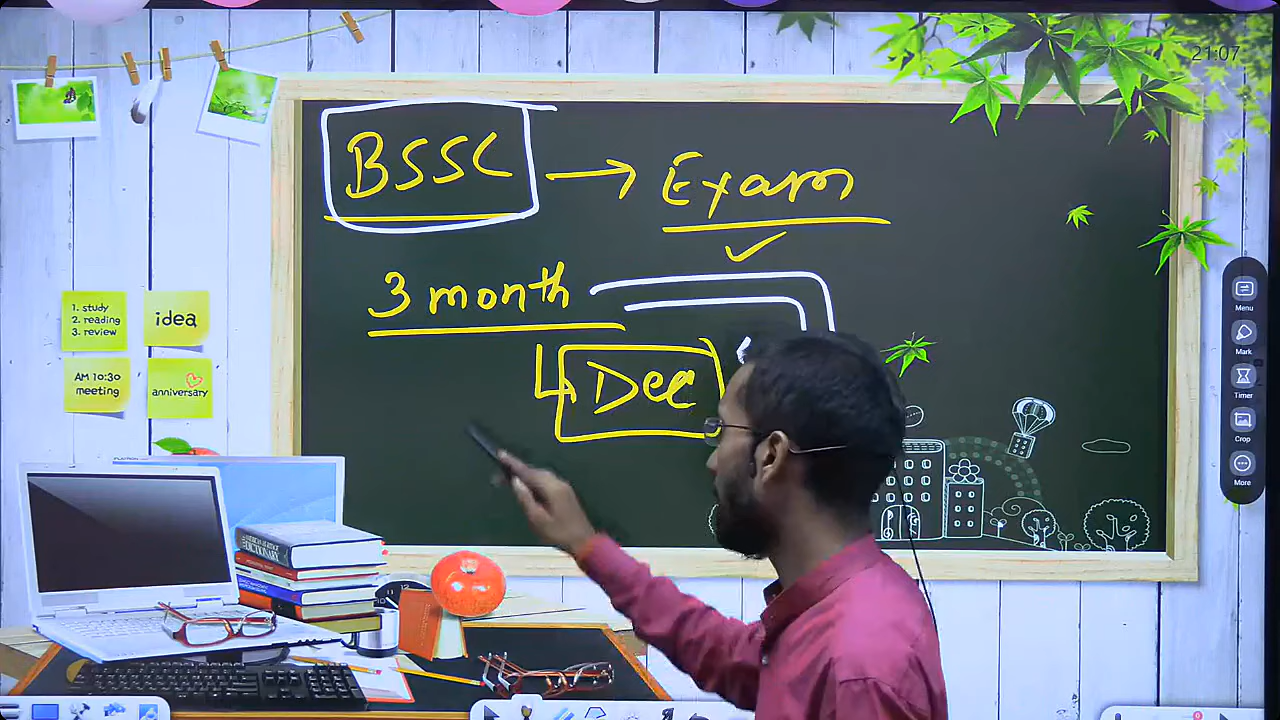 21:07
BSSC → Exam
✓
3 month
4 Dec
1. study
2. reading
3. review
idea
AM 10:30
meeting
anniversary
Menu
Mark
Timer
Crop
More